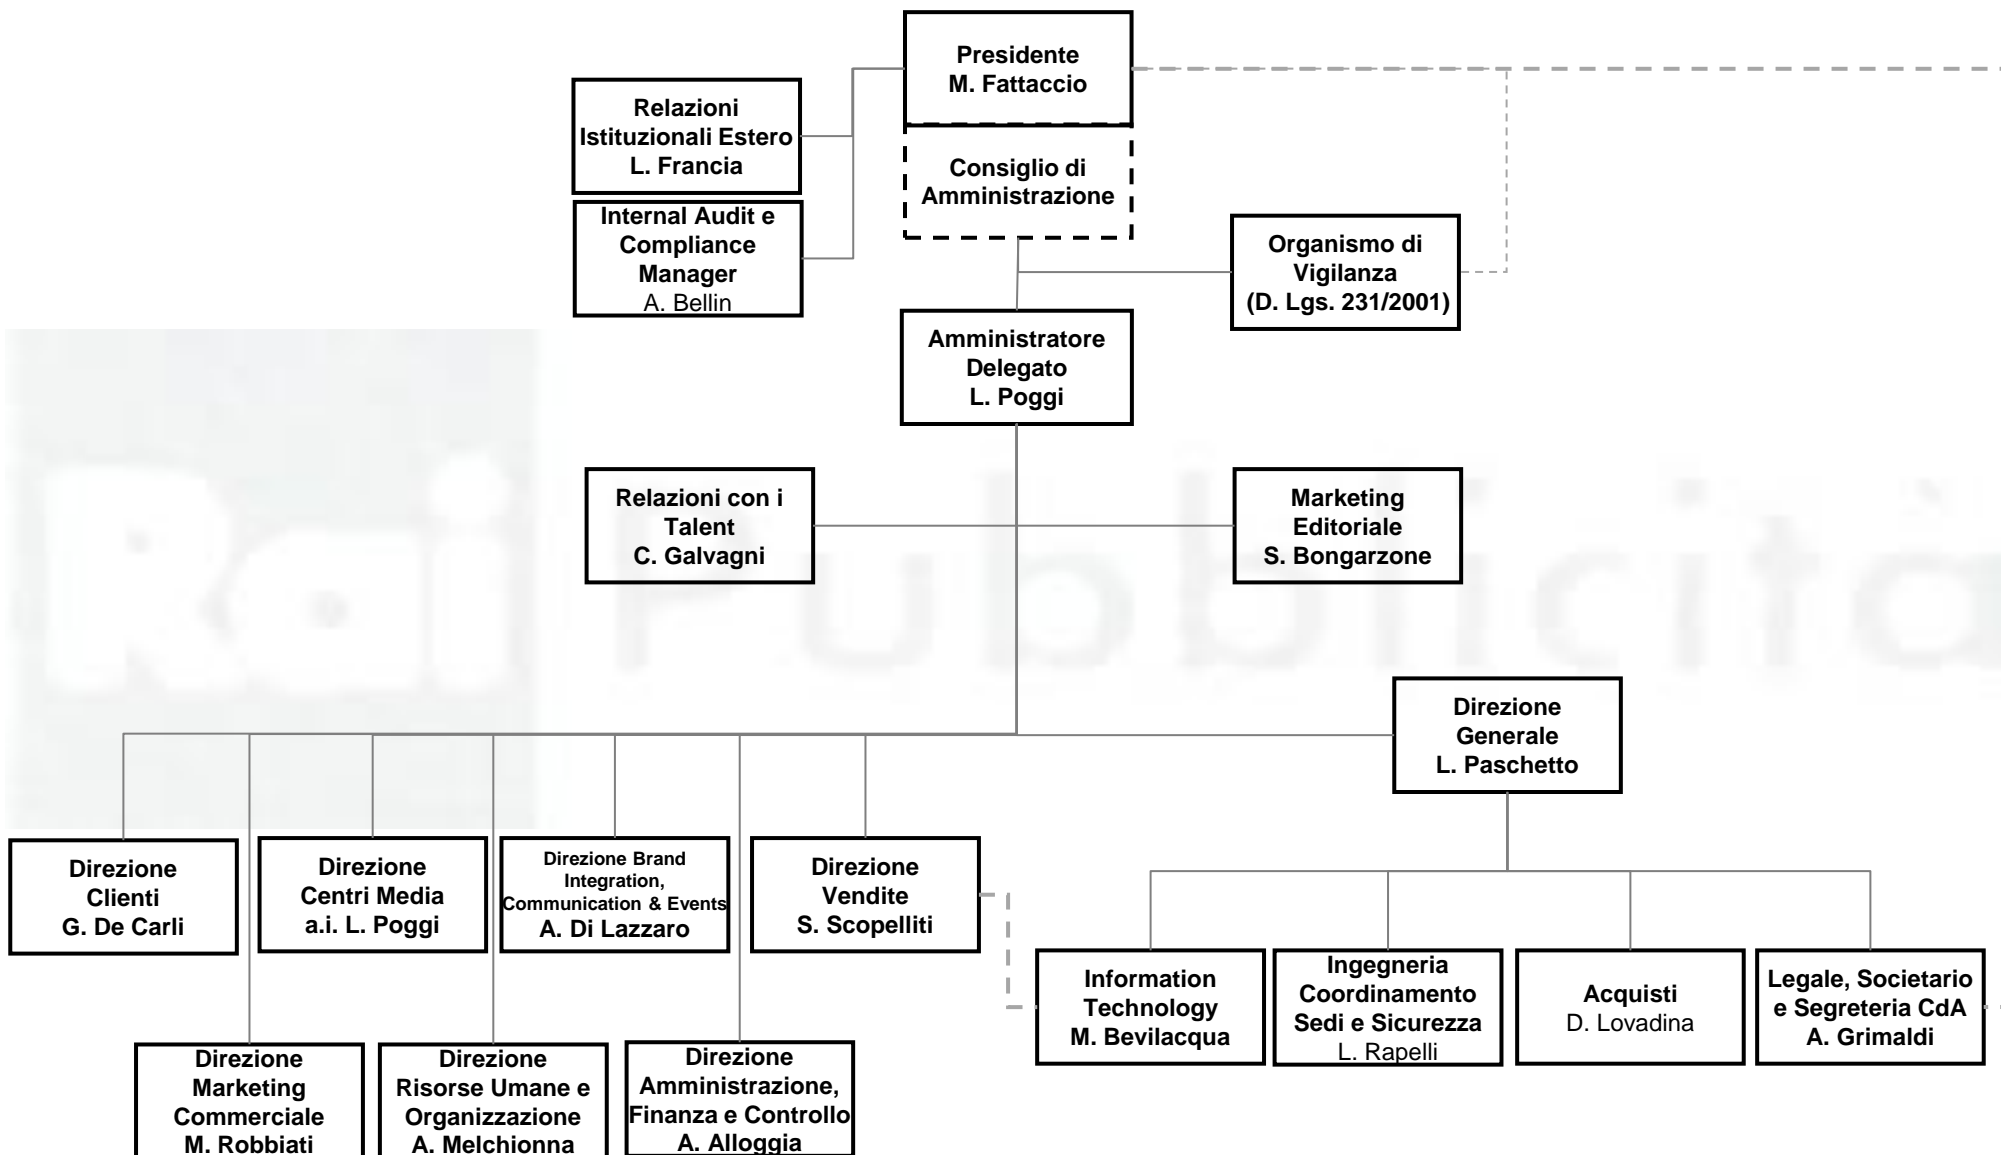 Presidente
M. Fattaccio
Relazioni
Istituzionali Estero
L. Francia
Consiglio di
Amministrazione
Internal Audit e
Compliance
Manager
A. Bellin
Organismo di
Vigilanza
(D. Lgs. 231/2001)
Amministratore
Delegato
L. Poggi
Relazioni con i
Talent
C. Galvagni
Marketing
Editoriale
S. Bongarzone
Rai Pubblicità
Direzione
Generale
L. Paschetto
Direzione
Clienti
G. De Carli
Direzione
Centri Media
a.i. L. Poggi
Direzione Brand
Integration,
Communication & Events
A. Di Lazzaro
Direzione
Vendite
S. Scopelliti
Information
Technology
M. Bevilacqua
Ingegneria
Coordinamento
Sedi e Sicurezza
L. Rapelli
Acquisti
D. Lovadina
Legale, Societario
e Segreteria CdA
A. Grimaldi
Direzione
Marketing
Commerciale
M. Robbiati
Direzione
Risorse Umane e
Organizzazione
A. Melchionna
Direzione
Amministrazione,
Finanza e Controllo
A. Alloggia